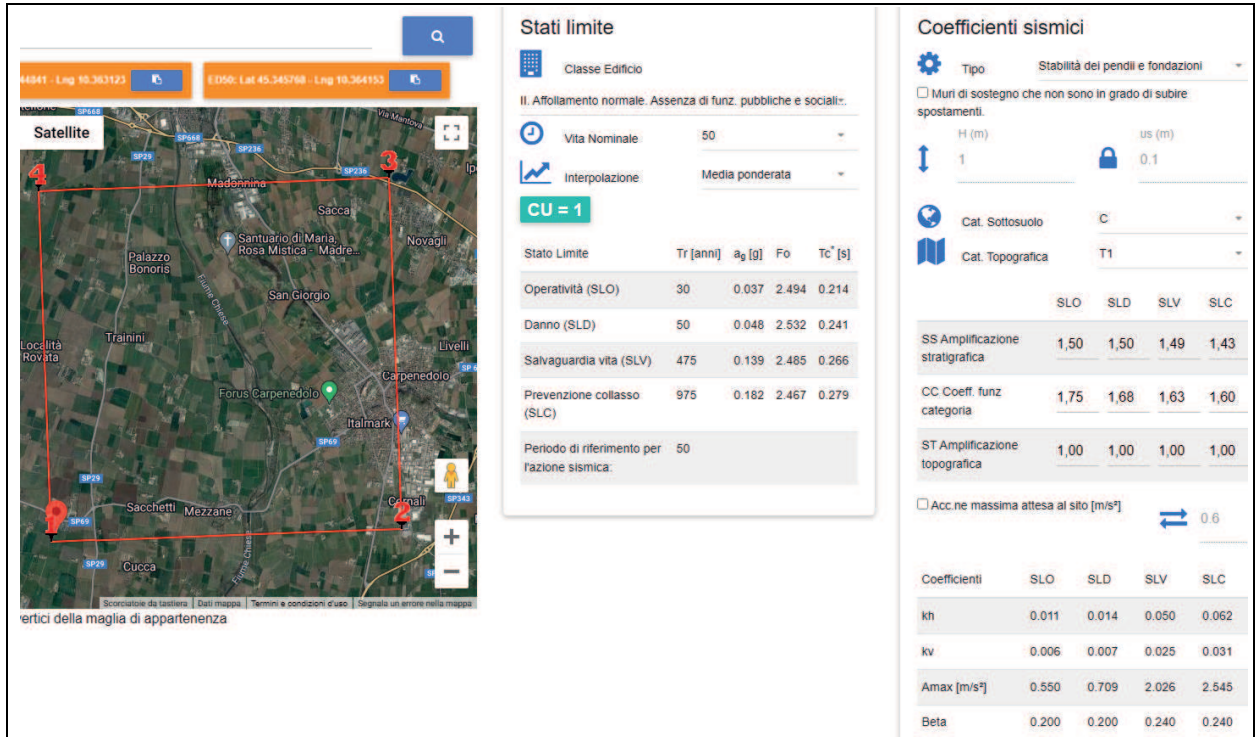 44841 - Lng 10.363123
ED50: Lat 45.345768 - Lng 10.364153
Satellite
SP668
Via Mantova
SP668
SP236
SP29
4
3
SP236
Madonnina
Sacca
Santuario di Maria,
Rosa Mistica - Madre...
Novagli
Palazzo
Bonoris
Fiume Chiese
San Giorgio
Località
Rovata
Trainini
Livelli
Carpenedolo
Forus Carpenedolo
Italmark
SP69
SP29
Sacchetti
Mezzane
Cornali
SP343
1
2
SP69
SP29
Cucca
Fiume Chiese
+
−
Scorciatoie da tastiera
Dati mappa
Termini e condizioni d'uso
Segnala un errore nella mappa
vertici della maglia di appartenenza
Stati limite
Classe Edificio
II. Affollamento normale. Assenza di funz. pubbliche e sociali...
Vita Nominale 50
Interpolazione Media ponderata
CU = 1
Stato Limite Tr [anni] ag [g] Fo Tc* [s]
Operatività (SLO) 30 0.037 2.494 0.214
Danno (SLD) 50 0.048 2.532 0.241
Salvaguardia vita (SLV) 475 0.139 2.485 0.266
Prevenzione collasso
(SLC) 975 0.182 2.467 0.279
Periodo di riferimento per
l'azione sismica: 50
Coefficienti sismici
Tipo Stabilità dei pendii e fondazioni
Muri di sostegno che non sono in grado di subire
spostamenti.
H (m) us (m)
1 0.1
Cat. Sottosuolo C
Cat. Topografica T1
SLO SLD SLV SLC
SS Amplificazione
stratigrafica 1,50 1,50 1,49 1,43
CC Coeff. funz
categoria 1,75 1,68 1,63 1,60
ST Amplificazione
topografica 1,00 1,00 1,00 1,00
Acc.ne massima attesa al sito [m/s²] 0.6
Coefficienti SLO SLD SLV SLC
kh 0.011 0.014 0.050 0.062
kv 0.006 0.007 0.025 0.031
Amax [m/s²] 0.550 0.709 2.026 2.545
Beta 0.200 0.200 0.240 0.240